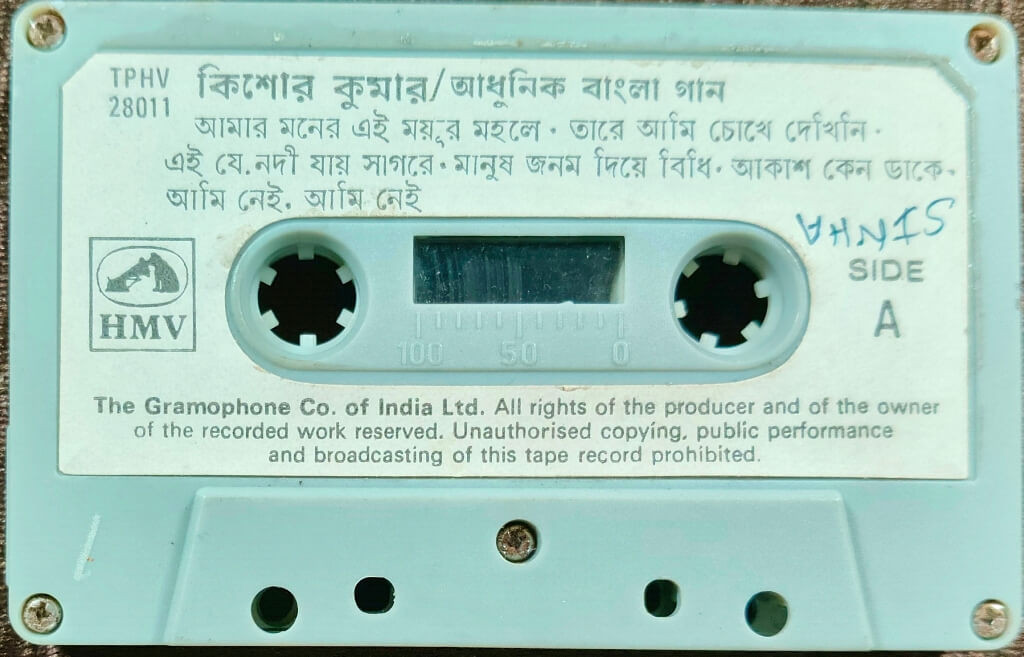 TPHV
28011
কিশোর কুমার/আধুনিক বাংলা গান
আমার মনের এই ময়ূর মহলে · তারে আমি চোখে দেখিনি ·
এই যে. নদী যায় সাগরে · মানুষ জনম দিয়ে বিধি · আকাশ কেন ডাকে ·
আমি নেই. আমি নেই
SINHA
SIDE
A
HMV
100 50 0
The Gramophone Co. of India Ltd. All rights of the producer and of the owner
of the recorded work reserved. Unauthorised copying, public performance
and broadcasting of this tape record prohibited.